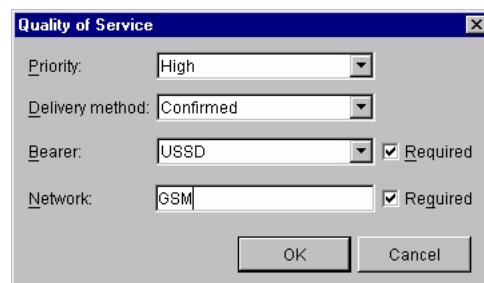 Quality of Service
Priority: High
Delivery method: Confirmed
Bearer: USSD Required
Network: GSM Required
OK Cancel